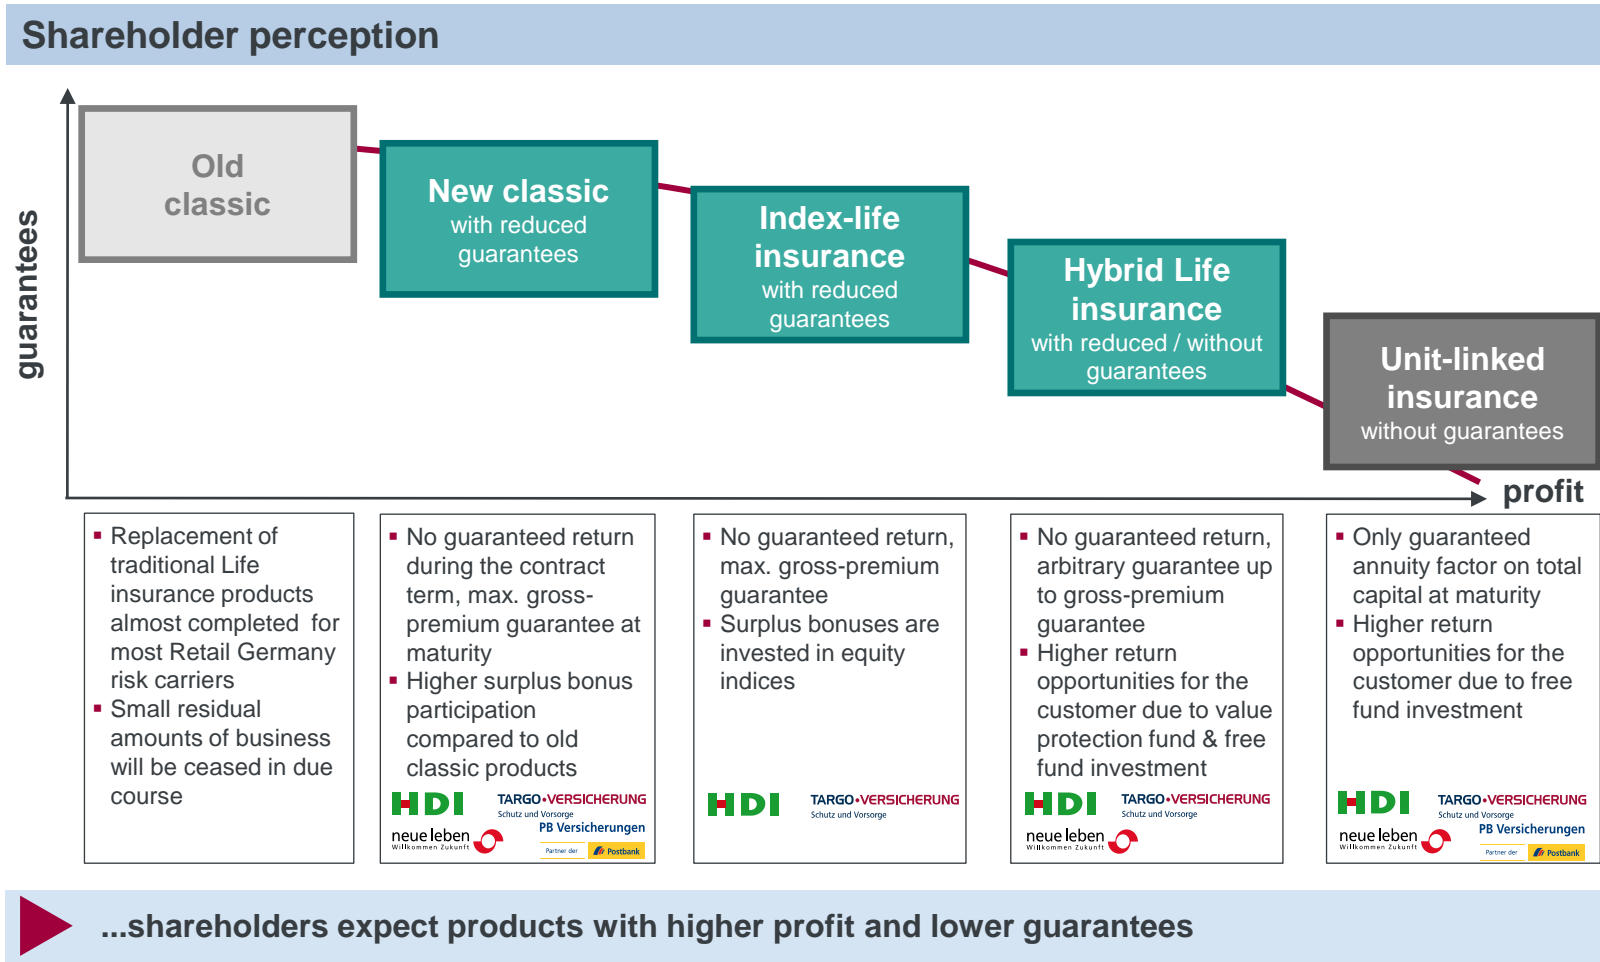 Shareholder perception
guarantees
Old
classic
New classic
with reduced
guarantees
Index-life
insurance
with reduced
guarantees
Hybrid Life
insurance
with reduced / without
guarantees
Unit-linked
insurance
without guarantees
profit
▪ Replacement of
traditional Life
insurance products
almost completed for
most Retail Germany
risk carriers
▪ Small residual
amounts of business
will be ceased in due
course
▪ No guaranteed return
during the contract
term, max. gross-
premium guarantee at
maturity
▪ Higher surplus bonus
participation
compared to old
classic products
HDI
TARGO•VERSICHERUNG
Schutz und Vorsorge
neue leben
Willkommen Zukunft
PB Versicherungen
Partner der Postbank
▪ No guaranteed return,
max. gross-premium
guarantee
▪ Surplus bonuses are
invested in equity
indices
HDI
TARGO•VERSICHERUNG
Schutz und Vorsorge
▪ No guaranteed return,
arbitrary guarantee up
to gross-premium
guarantee
▪ Higher return
opportunities for the
customer due to value
protection fund & free
fund investment
HDI
TARGO•VERSICHERUNG
Schutz und Vorsorge
neue leben
Willkommen Zukunft
▪ Only guaranteed
annuity factor on total
capital at maturity
▪ Higher return
opportunities for the
customer due to free
fund investment
HDI
TARGO•VERSICHERUNG
Schutz und Vorsorge
neue leben
Willkommen Zukunft
PB Versicherungen
Partner der Postbank
...shareholders expect products with higher profit and lower guarantees